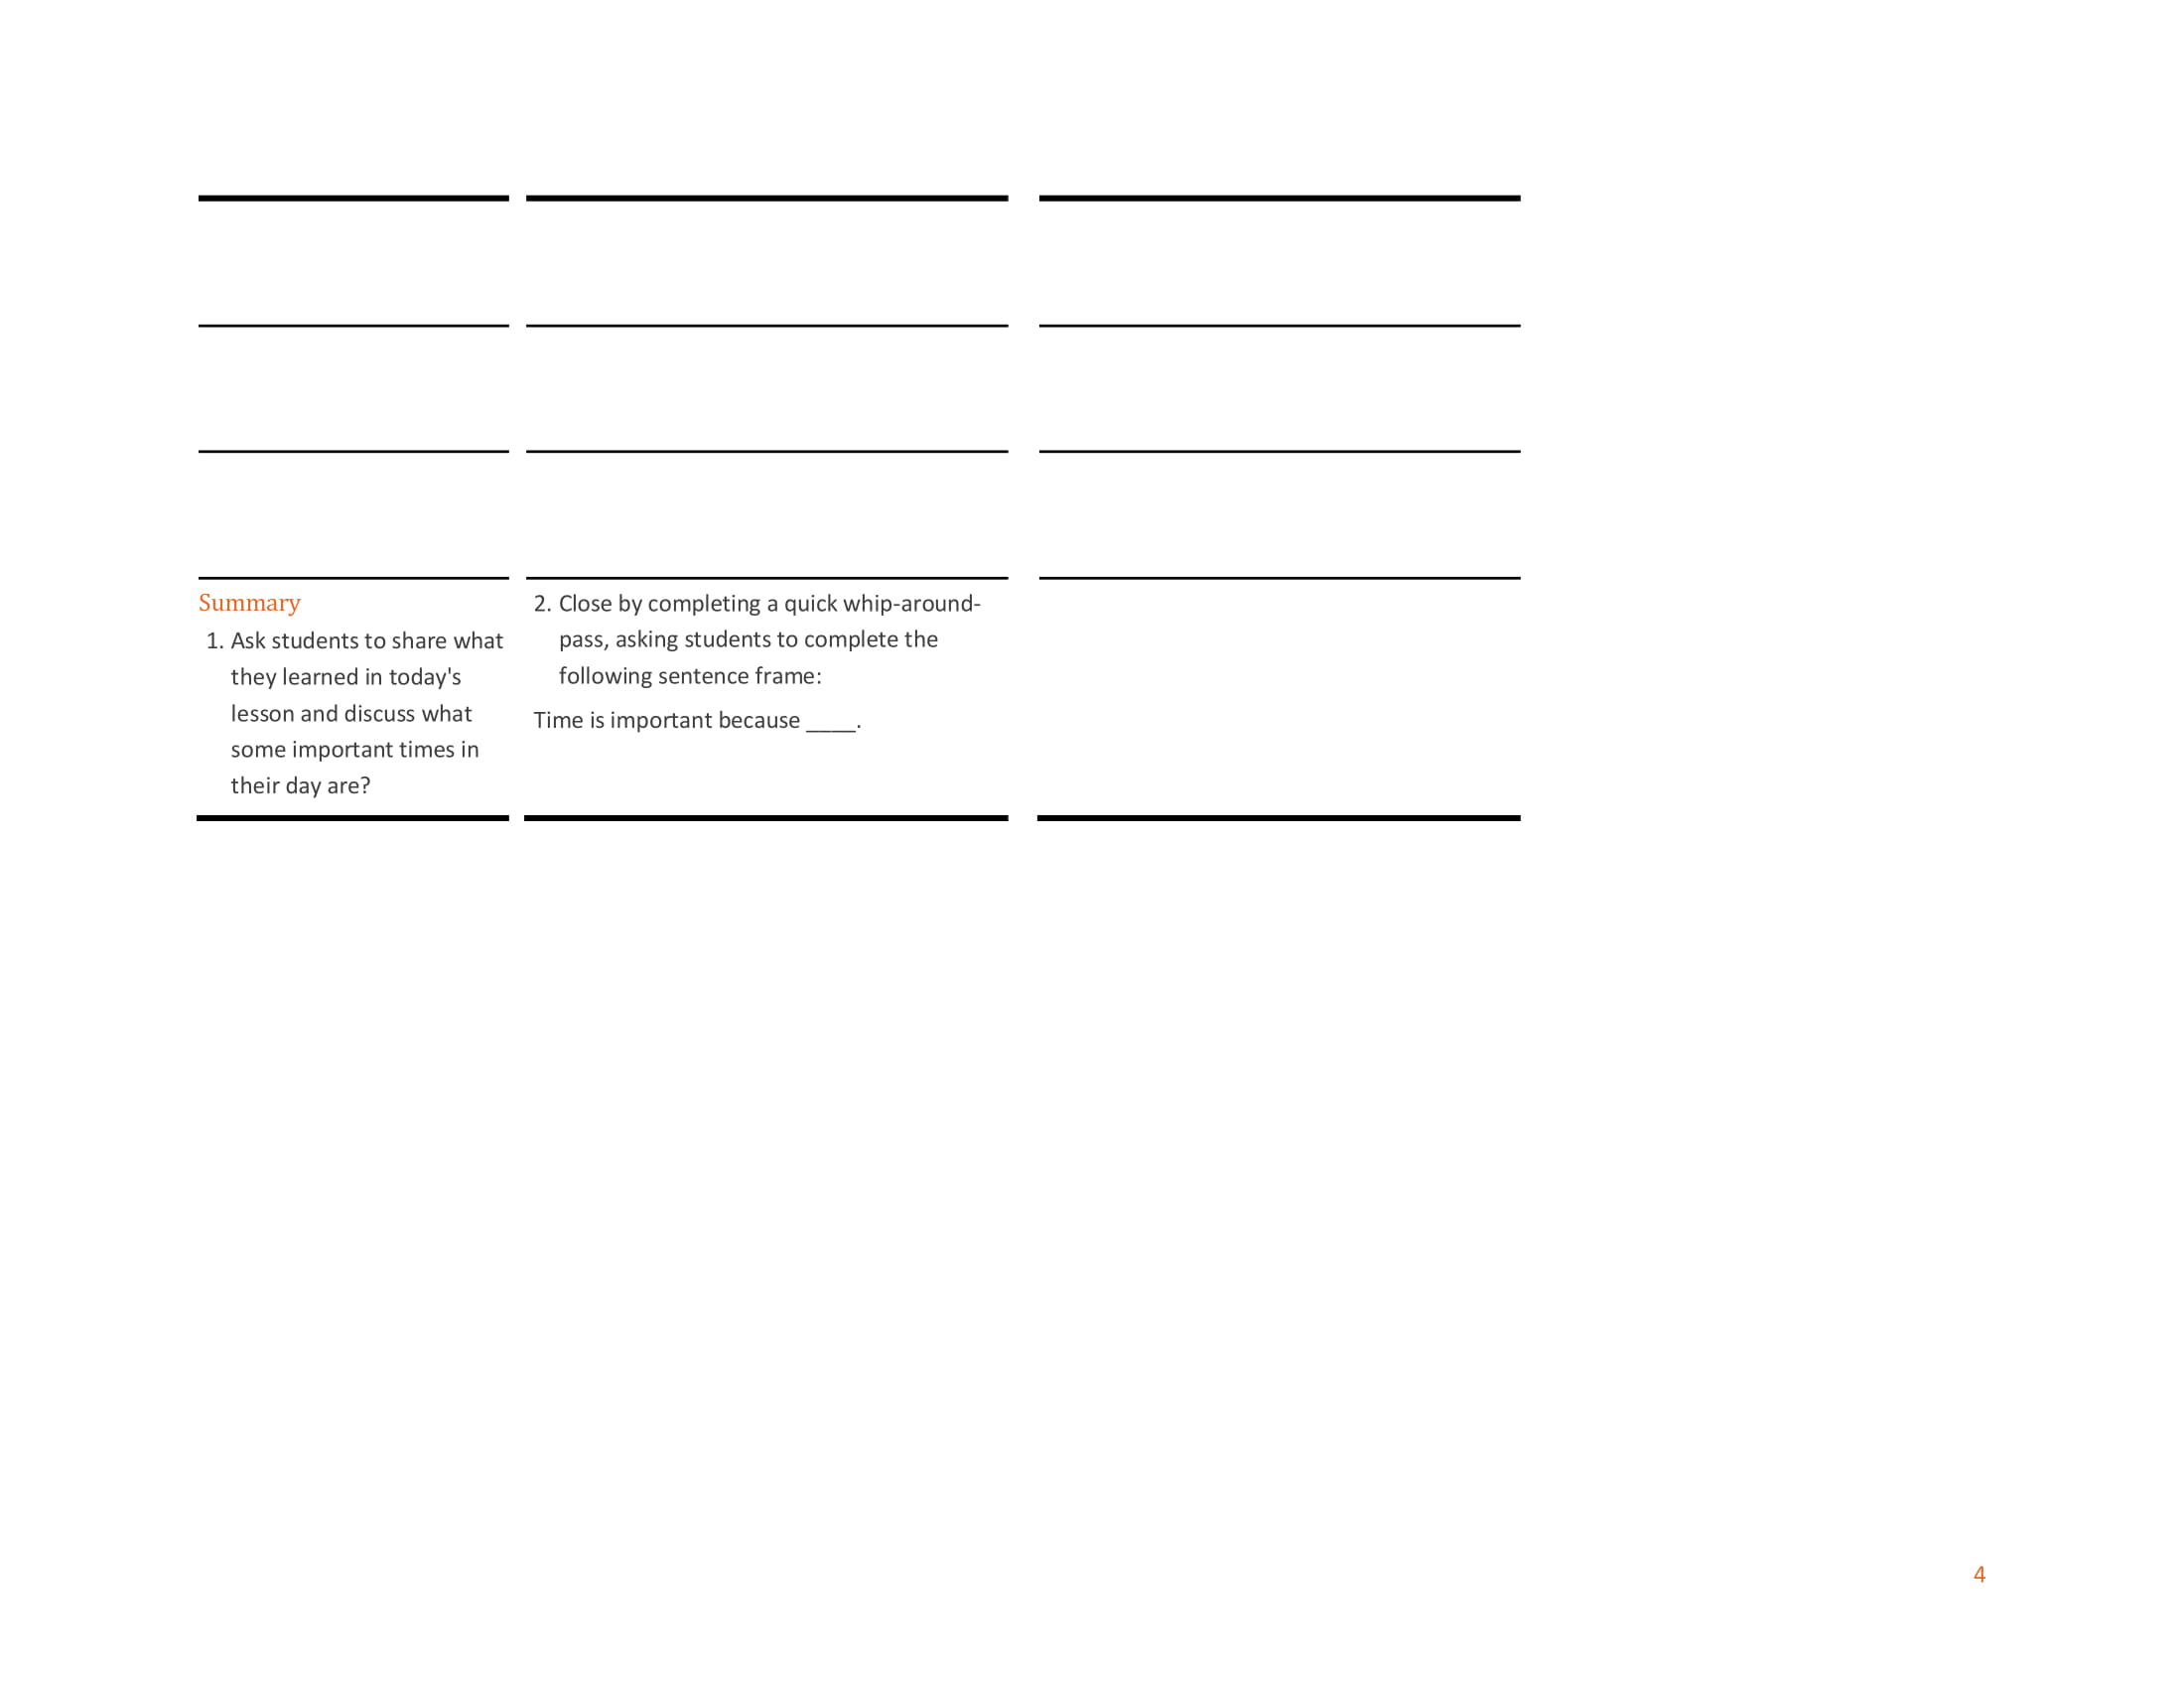 Summary
1. Ask students to share what
they learned in today's
lesson and discuss what
some important times in
their day are?
2. Close by completing a quick whip-around-
pass, asking students to complete the
following sentence frame:
Time is important because ____.
4